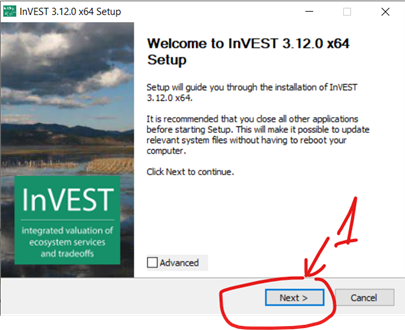 InVEST 3.12.0 x64 Setup
Welcome to InVEST 3.12.0 x64
Setup
Setup will guide you through the installation of InVEST
3.12.0 x64.
It is recommended that you close all other applications
before starting Setup. This will make it possible to update
relevant system files without having to reboot your
computer.
Click Next to continue.
InVEST
integrated valuation of
ecosystem services
and tradeoffs
Advanced
1
Next >
Cancel